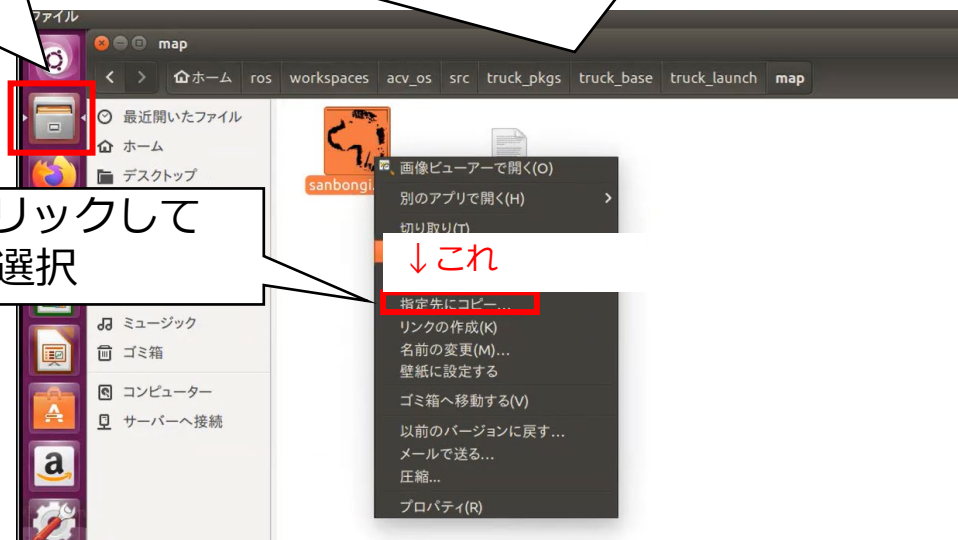 ファイル
map
ホーム ros workspaces acv_os src truck_pkgs truck_base truck_launch map
最近開いたファイル
ホーム
デスクトップ
sanbongi.
画像ビューアーで開く(O)
別のアプリで開く(H)
切り取り(T)
リックして
選択
↓これ
指定先にコピー...
リンクの作成(K)
名前の変更(M)...
壁紙に設定する
ゴミ箱へ移動する(V)
以前のバージョンに戻す...
メールで送る...
圧縮...
プロパティ(R)
ミュージック
ゴミ箱
コンピューター
サーバーへ接続
a